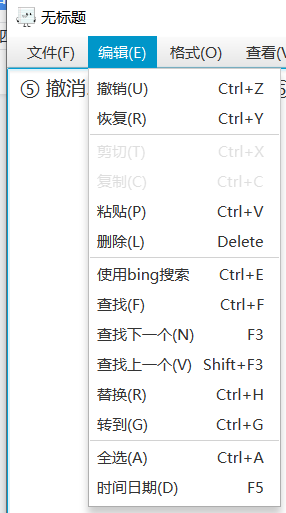 无标题
文件(F) 编辑(E) 格式(O) 查看(V
⑤ 撤消
撤销(U) Ctrl+Z
恢复(R) Ctrl+Y
剪切(T) Ctrl+X
复制(C) Ctrl+C
粘贴(P) Ctrl+V
删除(L) Delete
使用bing搜索 Ctrl+E
查找(F) Ctrl+F
查找下一个(N) F3
查找上一个(V) Shift+F3
替换(R) Ctrl+H
转到(G) Ctrl+G
全选(A) Ctrl+A
时间日期(D) F5